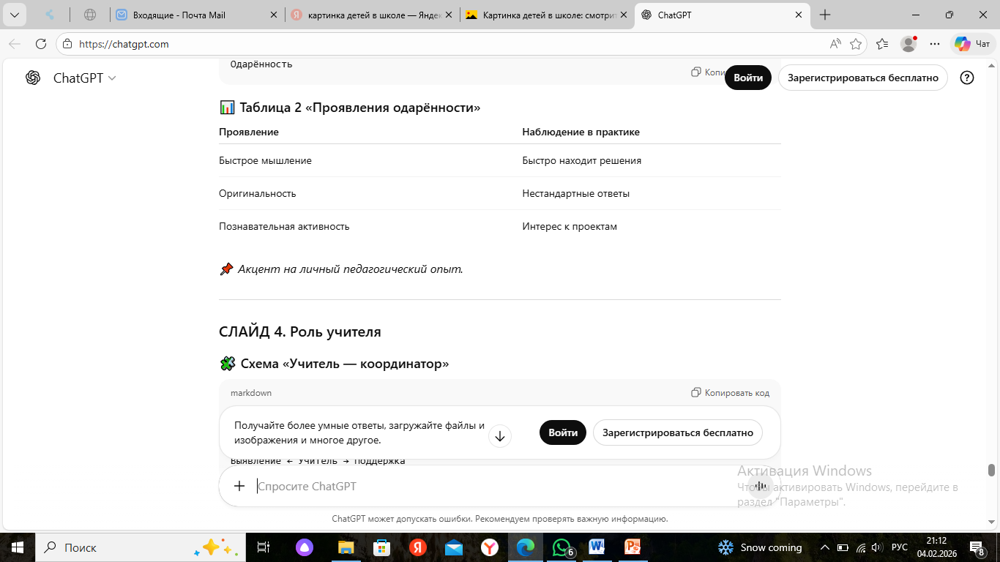 Входящие - Почта Mail
картинка детей в школе — Яндек
Картинка детей в школе: смотрит
ChatGPT
https://chatgpt.com
Чат
ChatGPT
Одарённость
Копи
Войти
Зарегистрироваться бесплатно
Таблица 2 «Проявления одарённости»
Проявление Наблюдение в практике
Быстрое мышление Быстро находит решения
Оригинальность Нестандартные ответы
Познавательная активность Интерес к проектам
Акцент на личный педагогический опыт.
СЛАЙД 4. Роль учителя
Схема «Учитель — координатор»
markdown
Копировать код
Получайте более умные ответы, загружайте файлы и
изображения и многое другое.
Войти
Зарегистрироваться бесплатно
Выявление ← Учитель → Поддержка
Спросите ChatGPT
Активация Windows
Чтобы активировать Windows, перейдите в
раздел "Параметры".
ChatGPT может допускать ошибки. Рекомендуем проверять важную информацию.
Поиск
6
Snow coming
РУС
21:12
04.02.2026
8